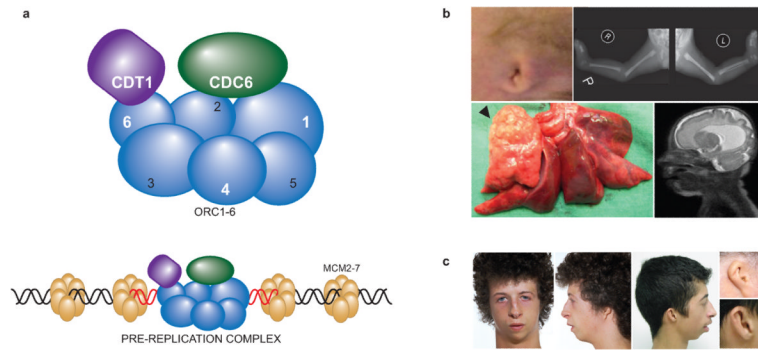 a
CDT1
CDC6
2
6
1
3
4
5
ORC1-6
MCM2-7
PRE-REPLICATION COMPLEX
b
R
L
P
c